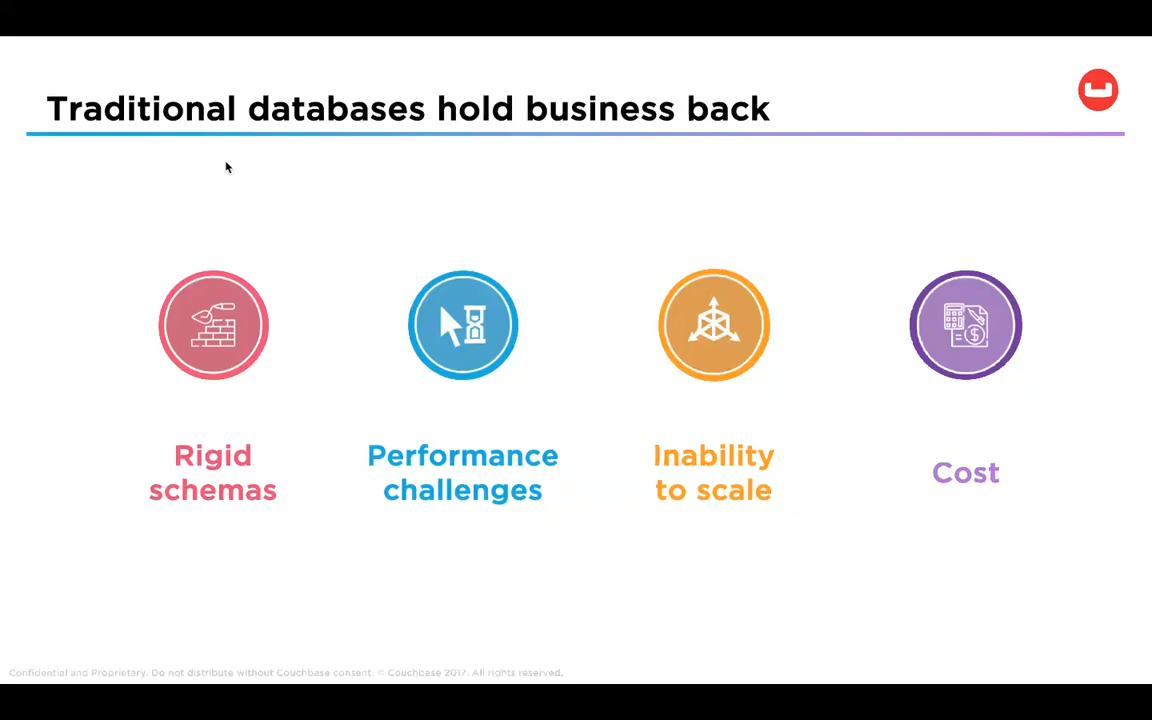 Traditional databases hold business back
Rigid
schemas
Performance
challenges
Inability
to scale
Cost
Confidential and Proprietary. Do not distribute without Couchbase consent. © Couchbase 2017. All rights reserved.